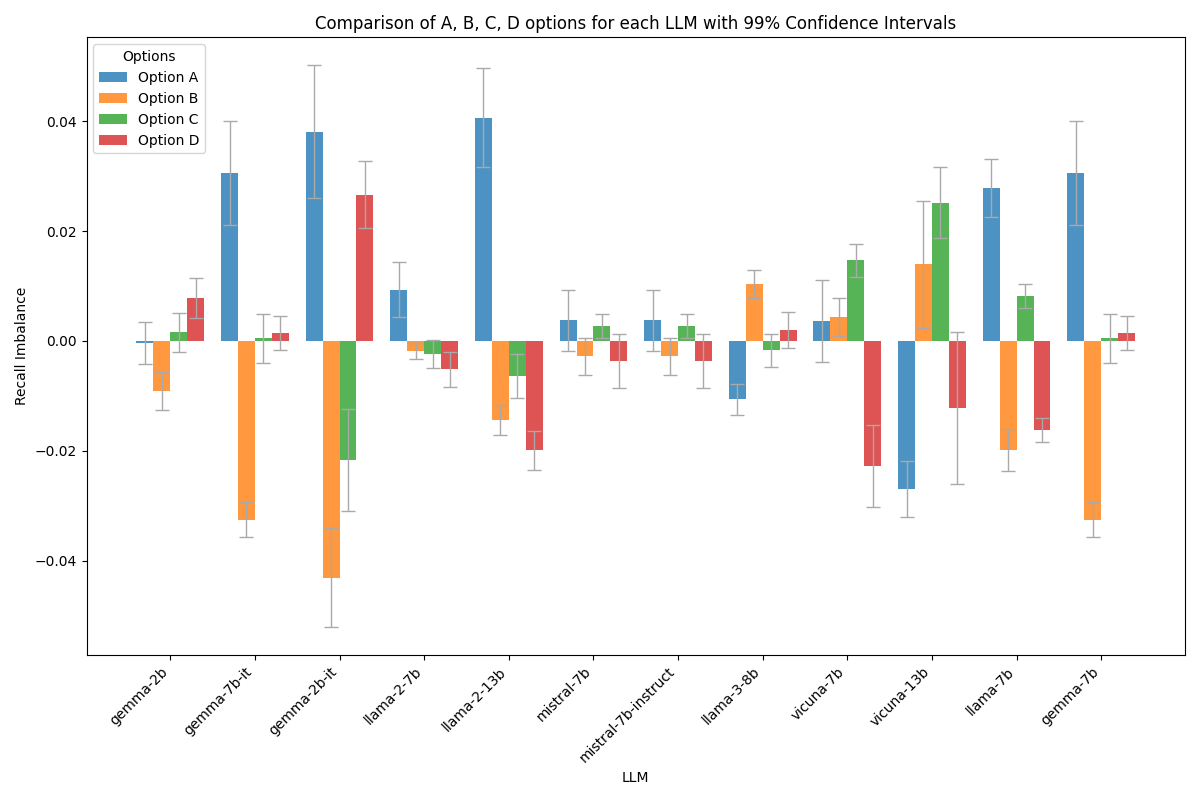 Comparison of A, B, C, D options for each LLM with 99% Confidence Intervals
Options
Option A
Option B
Option C
Option D
Recall Imbalance
0.04
0.02
0.00
−0.02
−0.04
gemma-2b
gemma-7b-it
gemma-2b-it
llama-2-7b
llama-2-13b
mistral-7b
mistral-7b-instruct
llama-3-8b
vicuna-7b
vicuna-13b
llama-7b
gemma-7b
LLM